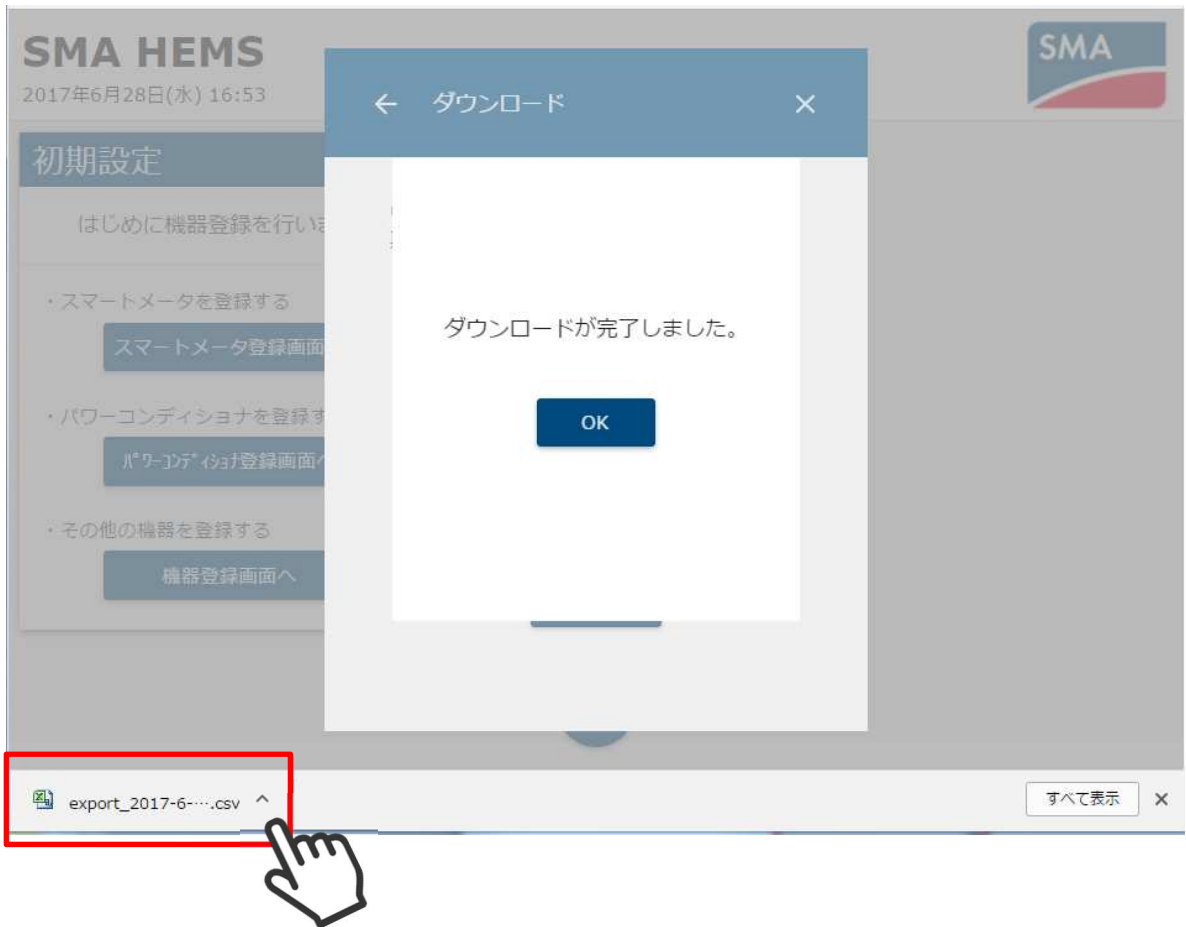 SMA HEMS
2017年6月28日(水) 16:53
SMA
← ダウンロード ×
初期設定
はじめに機器登録を行いま
・スマートメータを登録する
スマートメータ登録画面
ダウンロードが完了しました。
OK
・パワーコンディショナを登録す
ﾊﾟﾜｰｺﾝﾃﾞｨｼｮﾅ登録画面へ
・その他の機器を登録する
機器登録画面へ
export_2017-6-….csv
すべて表示 ×